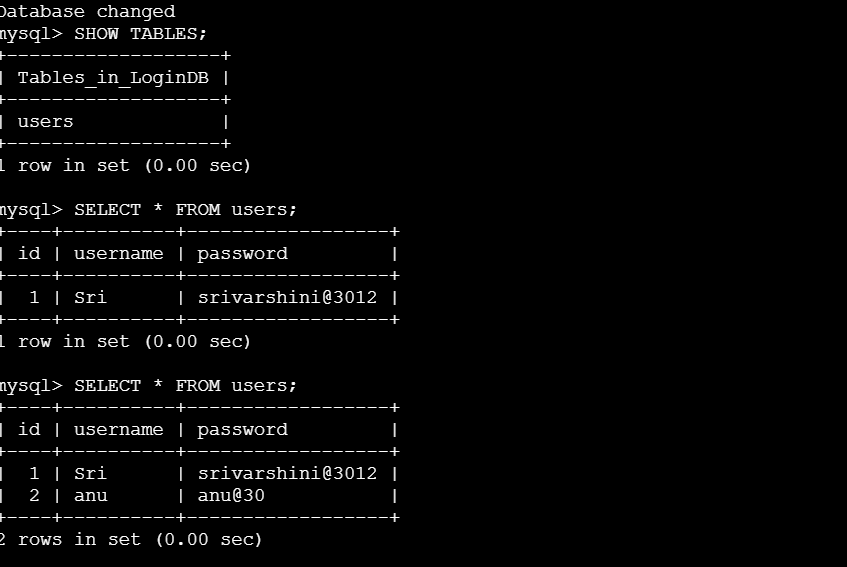 Database changed
mysql> SHOW TABLES;
+-------------------+
| Tables_in_LoginDB |
+-------------------+
| users             |
+-------------------+
1 row in set (0.00 sec)

mysql> SELECT * FROM users;
+----+----------+------------------+
| id | username | password         |
+----+----------+------------------+
|  1 | Sri      | srivarshini@3012 |
+----+----------+------------------+
1 row in set (0.00 sec)

mysql> SELECT * FROM users;
+----+----------+------------------+
| id | username | password         |
+----+----------+------------------+
|  1 | Sri      | srivarshini@3012 |
|  2 | anu      | anu@30           |
+----+----------+------------------+
2 rows in set (0.00 sec)